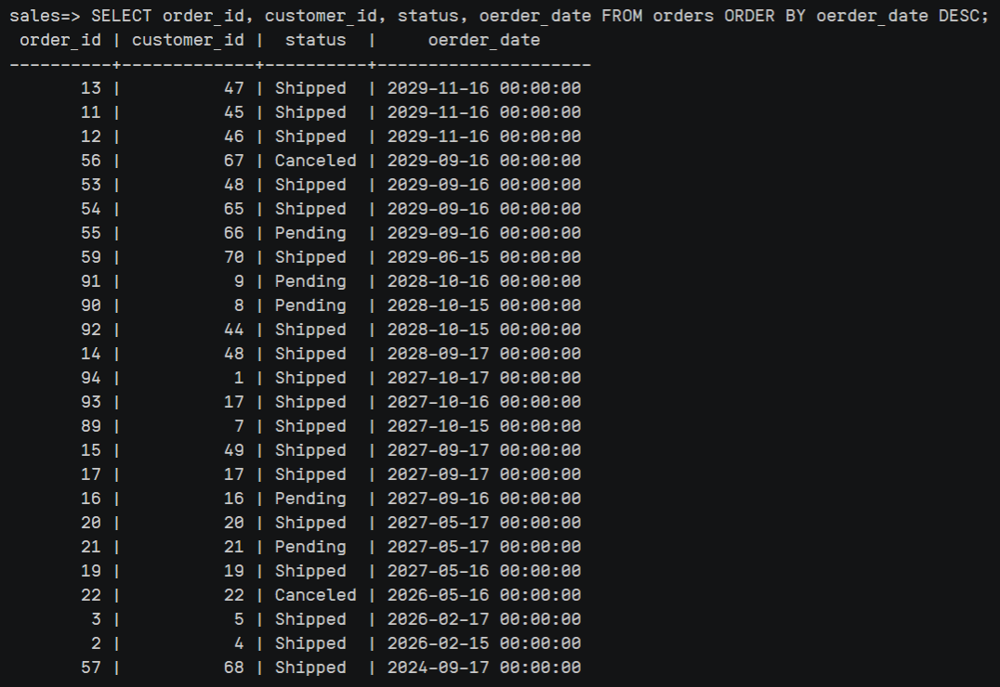 sales=> SELECT order_id, customer_id, status, oerder_date FROM orders ORDER BY oerder_date DESC;
 order_id | customer_id |  status  |     oerder_date
----------+-------------+----------+---------------------
       13 |          47 | Shipped  | 2029-11-16 00:00:00
       11 |          45 | Shipped  | 2029-11-16 00:00:00
       12 |          46 | Shipped  | 2029-11-16 00:00:00
       56 |          67 | Canceled | 2029-09-16 00:00:00
       53 |          48 | Shipped  | 2029-09-16 00:00:00
       54 |          65 | Shipped  | 2029-09-16 00:00:00
       55 |          66 | Pending  | 2029-09-16 00:00:00
       59 |          70 | Shipped  | 2029-06-15 00:00:00
       91 |           9 | Pending  | 2028-10-16 00:00:00
       90 |           8 | Pending  | 2028-10-15 00:00:00
       92 |          44 | Shipped  | 2028-10-15 00:00:00
       14 |          48 | Shipped  | 2028-09-17 00:00:00
       94 |           1 | Shipped  | 2027-10-17 00:00:00
       93 |          17 | Shipped  | 2027-10-16 00:00:00
       89 |           7 | Shipped  | 2027-10-15 00:00:00
       15 |          49 | Shipped  | 2027-09-17 00:00:00
       17 |          17 | Shipped  | 2027-09-17 00:00:00
       16 |          16 | Pending  | 2027-09-16 00:00:00
       20 |          20 | Shipped  | 2027-05-17 00:00:00
       21 |          21 | Pending  | 2027-05-17 00:00:00
       19 |          19 | Shipped  | 2027-05-16 00:00:00
       22 |          22 | Canceled | 2026-05-16 00:00:00
        3 |           5 | Shipped  | 2026-02-17 00:00:00
        2 |           4 | Shipped  | 2026-02-15 00:00:00
       57 |          68 | Shipped  | 2024-09-17 00:00:00